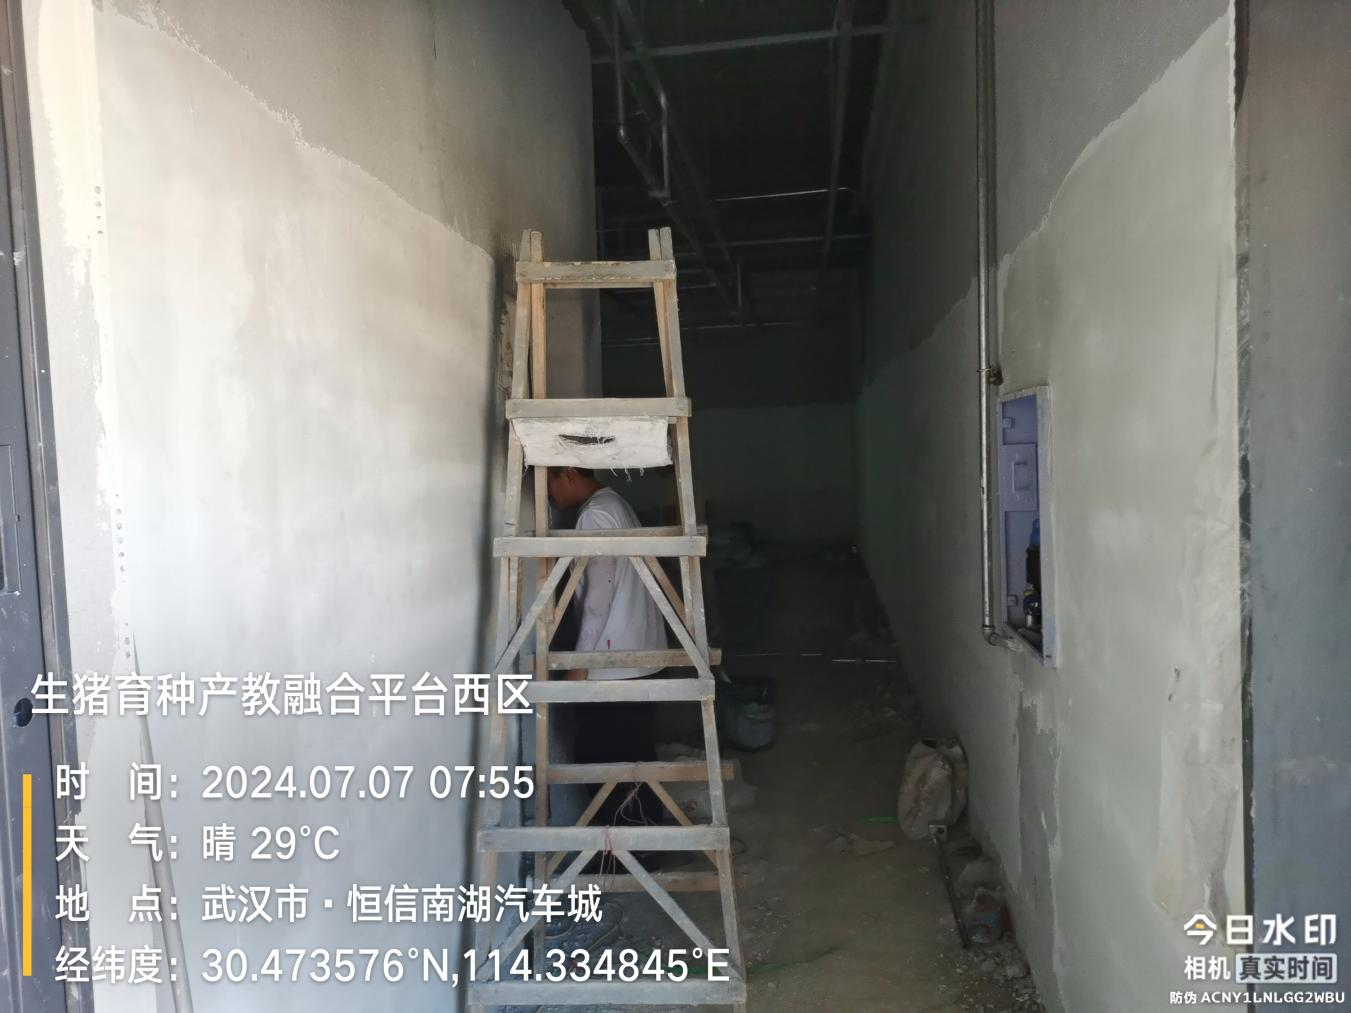 生猪育种产教融合平台西区
时 间：2024.07.07 07:55
天 气：晴 29°C
地 点：武汉市·恒信南湖汽车城
经纬度：30.473576°N,114.334845°E
今日水印
相机 真实时间
防伪 ACNY1LNLGG2WBU